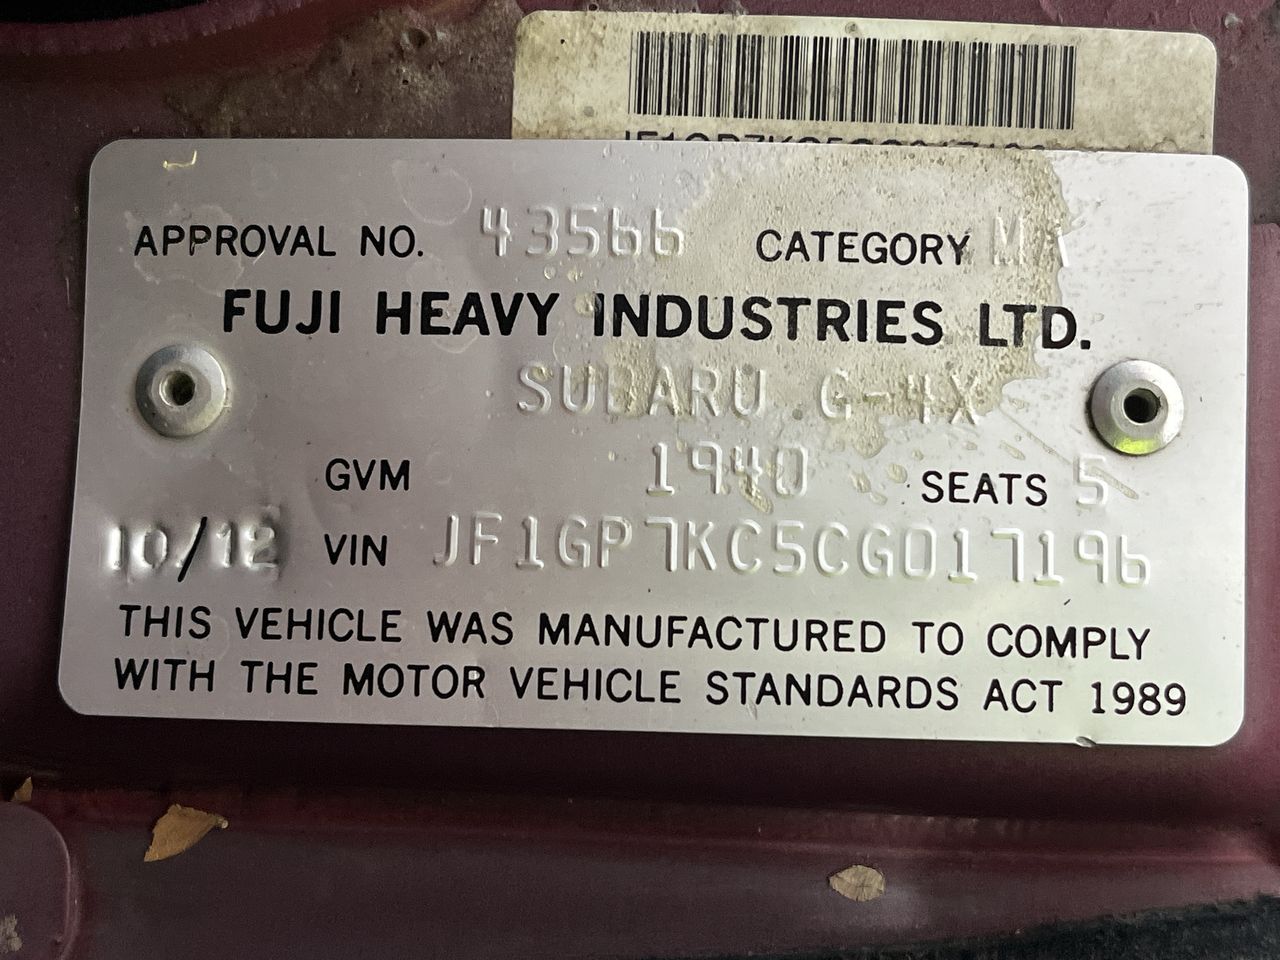 APPROVAL NO. 43566 CATEGORY MA
FUJI HEAVY INDUSTRIES LTD.
SUBARU G-4X
GVM 1940 SEATS 5
10/12 VIN JF1GP7KC5CG017196
THIS VEHICLE WAS MANUFACTURED TO COMPLY
WITH THE MOTOR VEHICLE STANDARDS ACT 1989